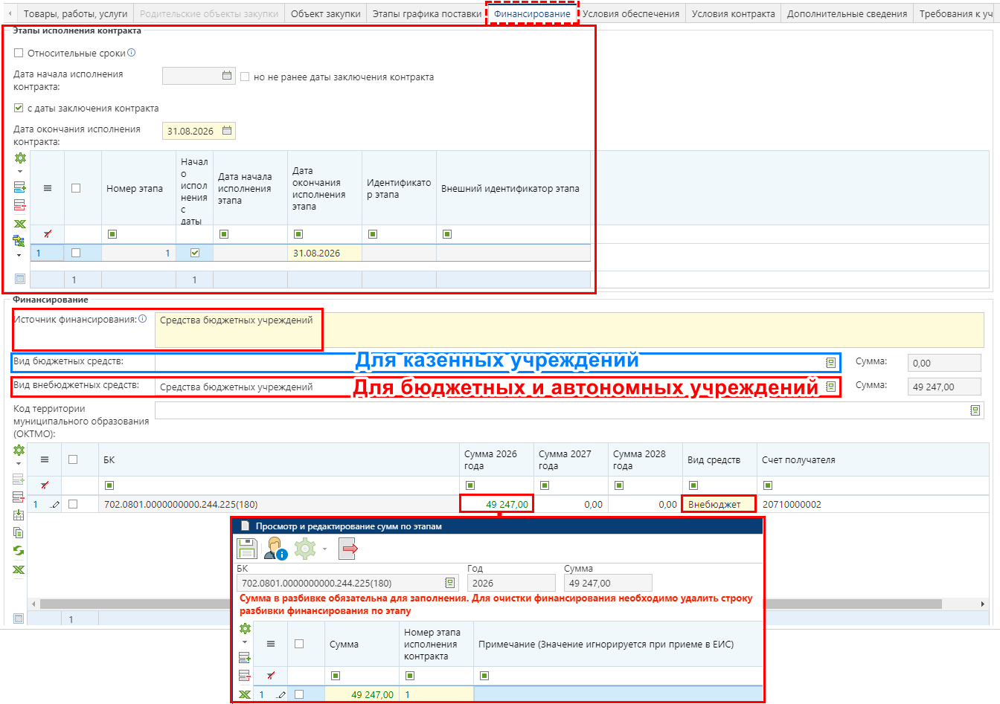 Товары, работы, услуги
Родительские объекты закупки
Объект закупки
Этапы графика поставки
Финансирование
Условия обеспечения
Условия контракта
Дополнительные сведения
Требования к уч
Этапы исполнения контракта
Относительные сроки
Дата начала исполнения
контракта:
но не ранее даты заключения контракта
с даты заключения контракта
Дата окончания исполнения
контракта:
31.08.2026
Номер этапа
Начал
о
испол
нения
с
даты
Дата начала
исполнения
этапа
Дата
окончания
исполнения
этапа
Идентификато
р этапа
Внешний идентификатор этапа
1 1 31.08.2026
1 1
Финансирование
Источник финансирования:
Средства бюджетных учреждений
Вид бюджетных средств:
Для казенных учреждений
Сумма:
0,00
Вид внебюджетных средств:
Средства бюджетных учреждений
Для бюджетных и автономных учреждений
Сумма:
49 247,00
Код территории
муниципального образования
(ОКТМО):
БК
Сумма 2026
года
Сумма 2027
года
Сумма 2028
года
Вид средств
Счет получателя
1 702.0801.0000000000.244.225(180) 49 247,00 0,00 0,00 Внебюджет 20710000002
1
Просмотр и редактирование сумм по этапам
БК
Год
Сумма
702.0801.0000000000.244.225(180)
2026
49 247,00
Сумма в разбивке обязательна для заполнения. Для очистки финансирования необходимо удалить строку
разбивки финансирования по этапу
Сумма
Номер этапа
исполнения
контракта
Примечание (Значение игнорируется при приеме в ЕИС)
1 49 247,00 1